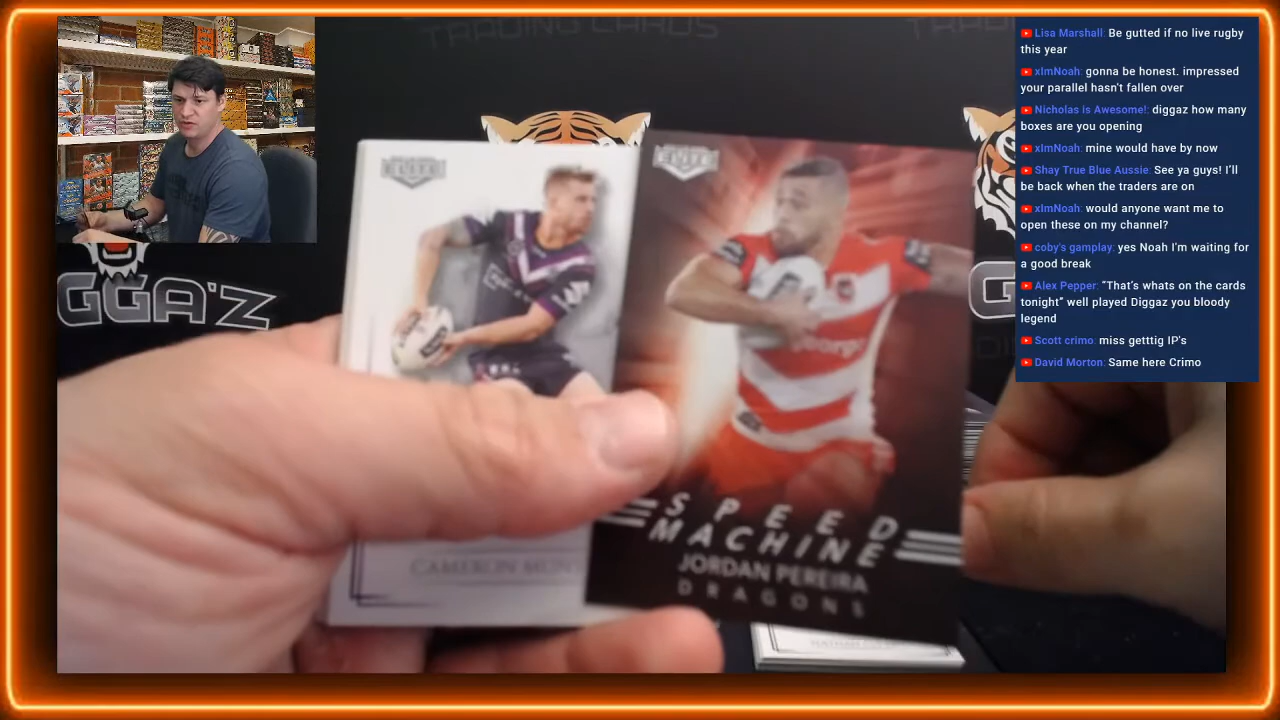 TRADING CARDS
GGA'Z
ELITE
CAMERON MUN
ELITE
SPEED
MACHINE
JORDAN PEREIRA
DRAGONS
Lisa Marshall: Be gutted if no live rugby
this year
xImNoah: gonna be honest. impressed
your parallel hasn't fallen over
Nicholas is Awesome!: diggaz how many
boxes are you opening
xImNoah: mine would have by now
Shay True Blue Aussie: See ya guys! I'll
be back when the traders are on
xImNoah: would anyone want me to
open these on my channel?
coby's gamplay: yes Noah I'm waiting for
a good break
Alex Pepper: “That’s whats on the cards
tonight” well played Diggaz you bloody
legend
Scott crimo: miss getttig IP's
David Morton: Same here Crimo